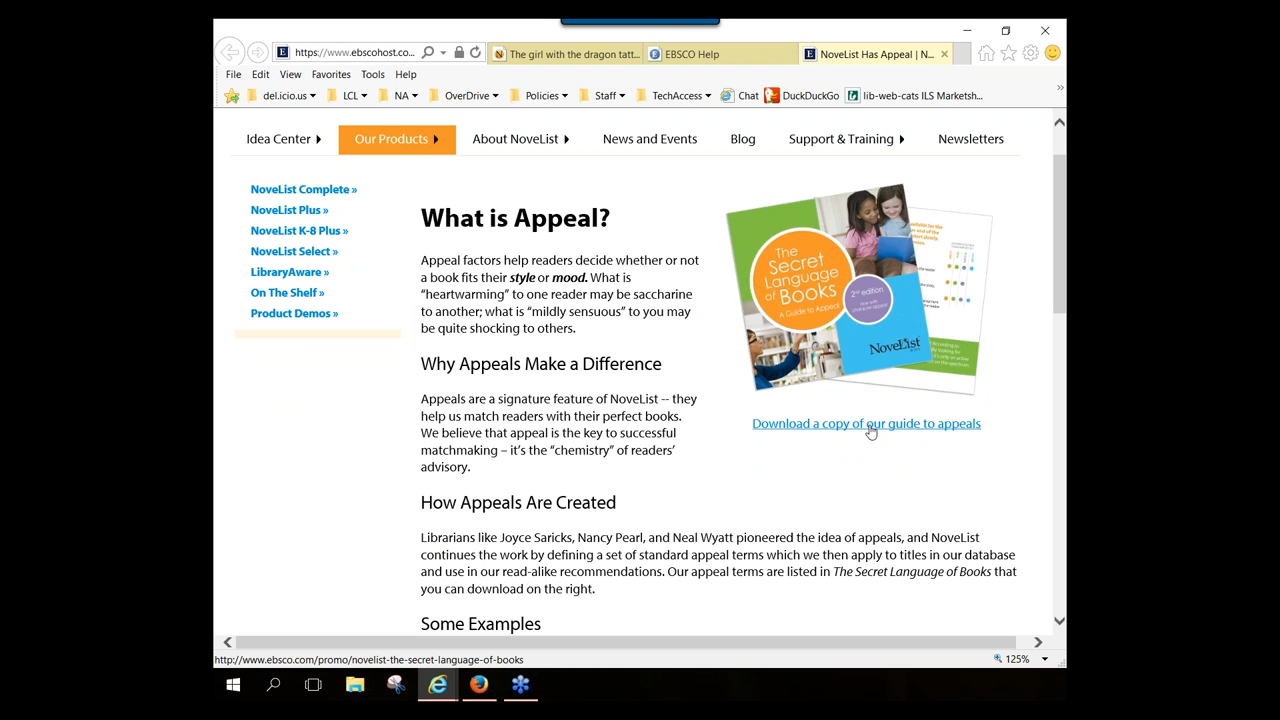 https://www.ebscohost.co...
The girl with the dragon tatt...
EBSCO Help
NoveList Has Appeal | N...
File Edit View Favorites Tools Help
del.icio.us LCL NA OverDrive Policies Staff TechAccess Chat DuckDuckGo lib-web-cats ILS Marketsh...
Idea Center Our Products About NoveList News and Events Blog Support & Training Newsletters
NoveList Complete »
NoveList Plus »
NoveList K-8 Plus »
NoveList Select »
LibraryAware »
On The Shelf »
Product Demos »
What is Appeal?
Appeal factors help readers decide whether or not
a book fits their style or mood. What is
“heartwarming” to one reader may be saccharine
to another; what is “mildly sensuous” to you may
be quite shocking to others.
Why Appeals Make a Difference
Appeals are a signature feature of NoveList -- they
help us match readers with their perfect books.
We believe that appeal is the key to successful
matchmaking – it’s the “chemistry” of readers’
advisory.
The
Secret
Language
of Books
A Guide to Appeal
2nd edition
NoveList
Download a copy of our guide to appeals
How Appeals Are Created
Librarians like Joyce Saricks, Nancy Pearl, and Neal Wyatt pioneered the idea of appeals, and NoveList
continues the work by defining a set of standard appeal terms which we then apply to titles in our database
and use in our read-alike recommendations. Our appeal terms are listed in The Secret Language of Books that
you can download on the right.
Some Examples
http://www.ebsco.com/promo/novelist-the-secret-language-of-books
125%